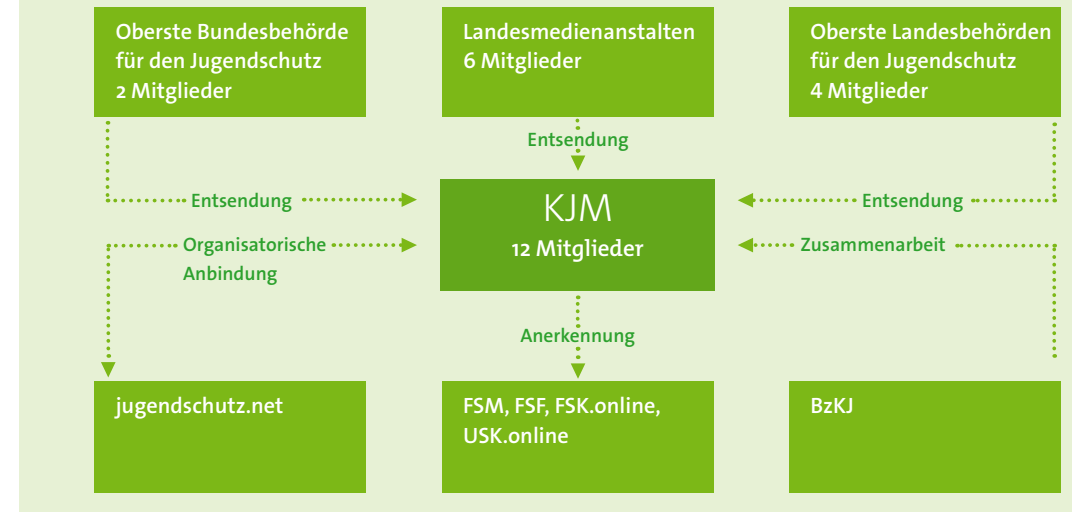 Oberste Bundesbehörde
für den Jugendschutz
2 Mitglieder
Landesmedienanstalten
6 Mitglieder
Oberste Landesbehörden
für den Jugendschutz
4 Mitglieder
Entsendung
Entsendung
KJM
12 Mitglieder
Entsendung
Organisatorische
Anbindung
Zusammenarbeit
Anerkennung
jugendschutz.net
FSM, FSF, FSK.online,
USK.online
BzKJ